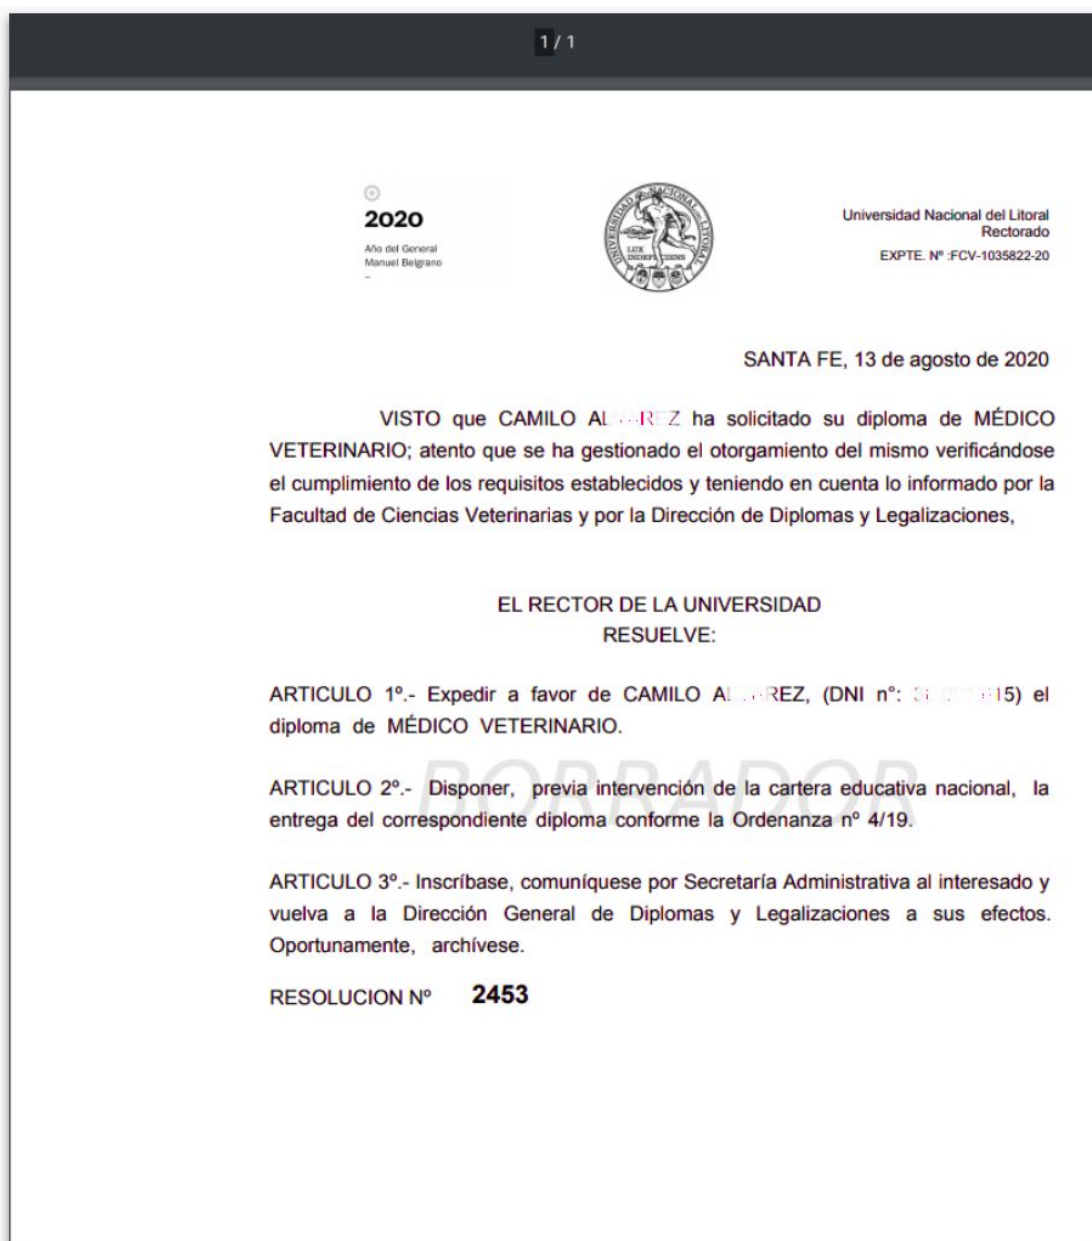 1 / 1
2020
Año del General
Manuel Belgrano
UNIVERSIDAD NACIONAL DEL LITORAL
LUX
INDEFICIENS
Universidad Nacional del Litoral
Rectorado
EXPTE. Nº :FCV-1035822-20
SANTA FE, 13 de agosto de 2020
VISTO que CAMILO ha solicitado su diploma de MÉDICO
VETERINARIO; atento que se ha gestionado el otorgamiento del mismo verificándose
el cumplimiento de los requisitos establecidos y teniendo en cuenta lo informado por la
Facultad de Ciencias Veterinarias y por la Dirección de Diplomas y Legalizaciones,
EL RECTOR DE LA UNIVERSIDAD
RESUELVE:
ARTICULO 1º.- Expedir a favor de CAMILO (DNI n°: el
diploma de MÉDICO VETERINARIO.
BORRADOR
ARTICULO 2º.- Disponer, previa intervención de la cartera educativa nacional, la
entrega del correspondiente diploma conforme la Ordenanza nº 4/19.
ARTICULO 3º.- Inscríbase, comuníquese por Secretaría Administrativa al interesado y
vuelva a la Dirección General de Diplomas y Legalizaciones a sus efectos.
Oportunamente, archívese.
RESOLUCION Nº 2453